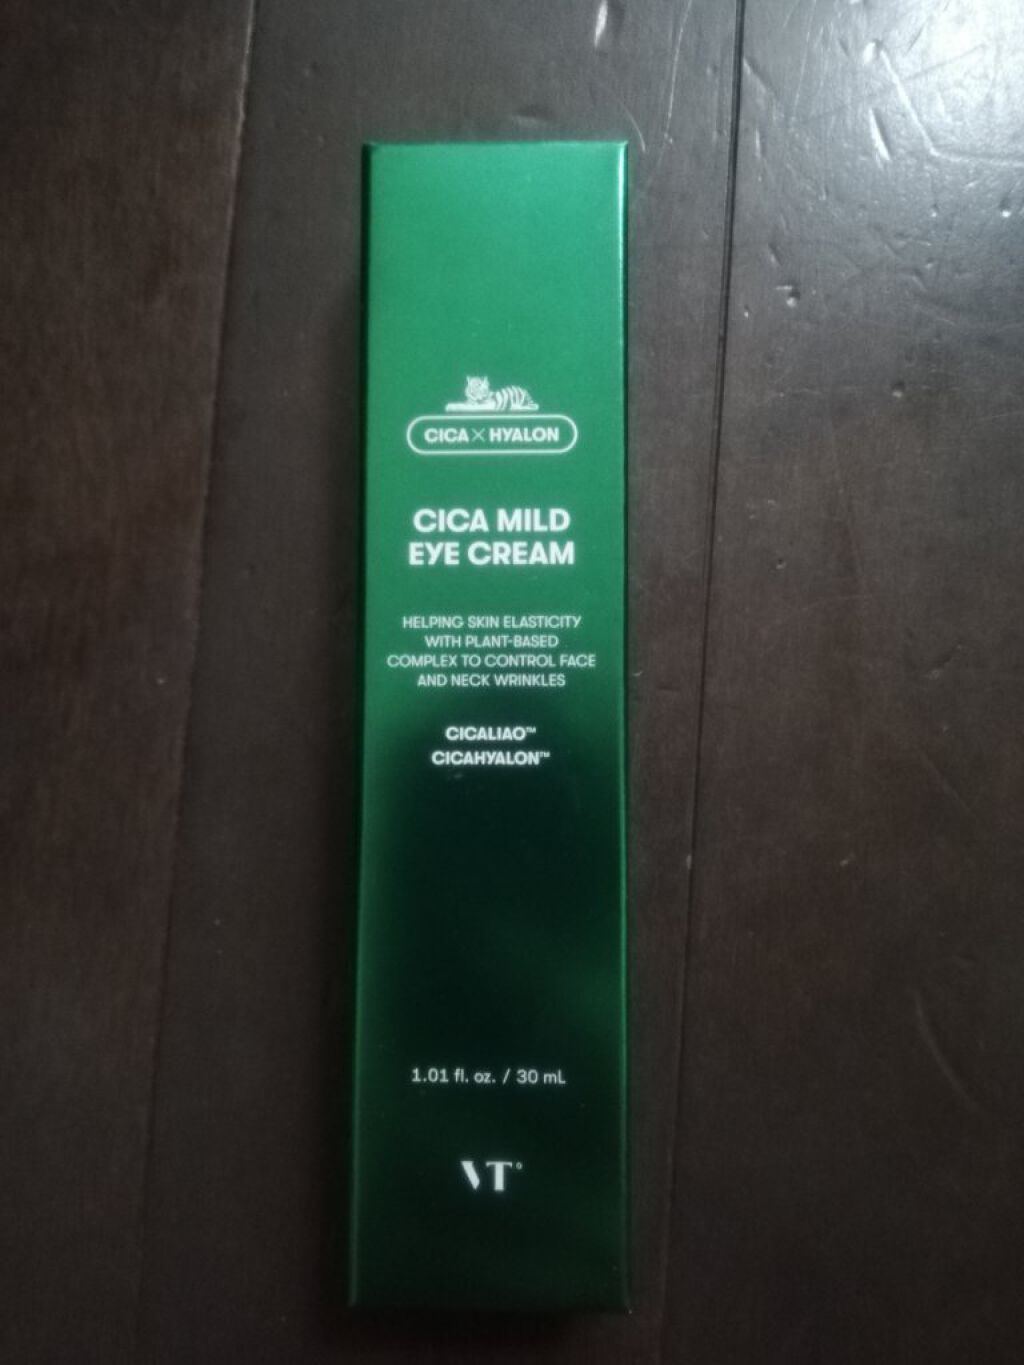 CICA×HYALON
CICA MILD
EYE CREAM
HELPING SKIN ELASTICITY
WITH PLANT-BASED
COMPLEX TO CONTROL FACE
AND NECK WRINKLES
CICALIAO™
CICAHYALON™
1.01 fl. oz. / 30 mL
VT